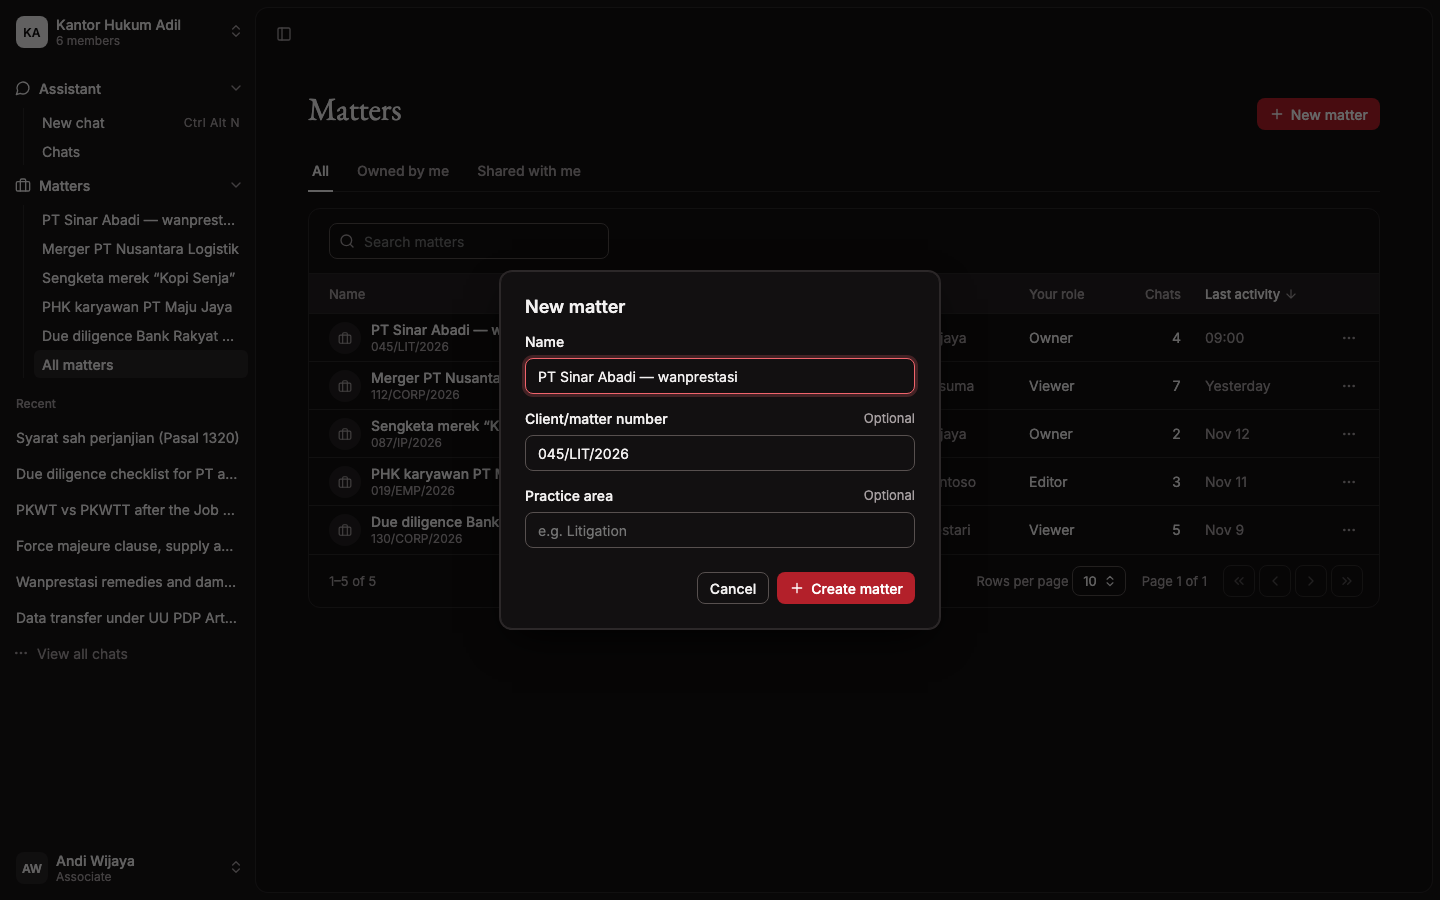 KA
Kantor Hukum Adil
6 members
Assistant
New chat
Ctrl Alt N
Chats
Matters
PT Sinar Abadi — wanprest...
Merger PT Nusantara Logistik
Sengketa merek “Kopi Senja”
PHK karyawan PT Maju Jaya
Due diligence Bank Rakyat ...
All matters
Recent
Syarat sah perjanjian (Pasal 1320)
Due diligence checklist for PT a...
PKWT vs PKWTT after the Job ...
Force majeure clause, supply a...
Wanprestasi remedies and dam...
Data transfer under UU PDP Art...
View all chats
AW
Andi Wijaya
Associate
Matters
+ New matter
All
Owned by me
Shared with me
Search matters
Name
Your role
Chats
Last activity ↓
PT Sinar Abadi — w
045/LIT/2026
jaya
Owner
4
09:00
Merger PT Nusanta
112/CORP/2026
suma
Viewer
7
Yesterday
Sengketa merek “K
087/IP/2026
jaya
Owner
2
Nov 12
PHK karyawan PT M
019/EMP/2026
ntoso
Editor
3
Nov 11
Due diligence Bank
130/CORP/2026
stari
Viewer
5
Nov 9
1–5 of 5
Rows per page
10
Page 1 of 1
New matter
Name
PT Sinar Abadi — wanprestasi
Client/matter number
Optional
045/LIT/2026
Practice area
Optional
e.g. Litigation
Cancel
+ Create matter